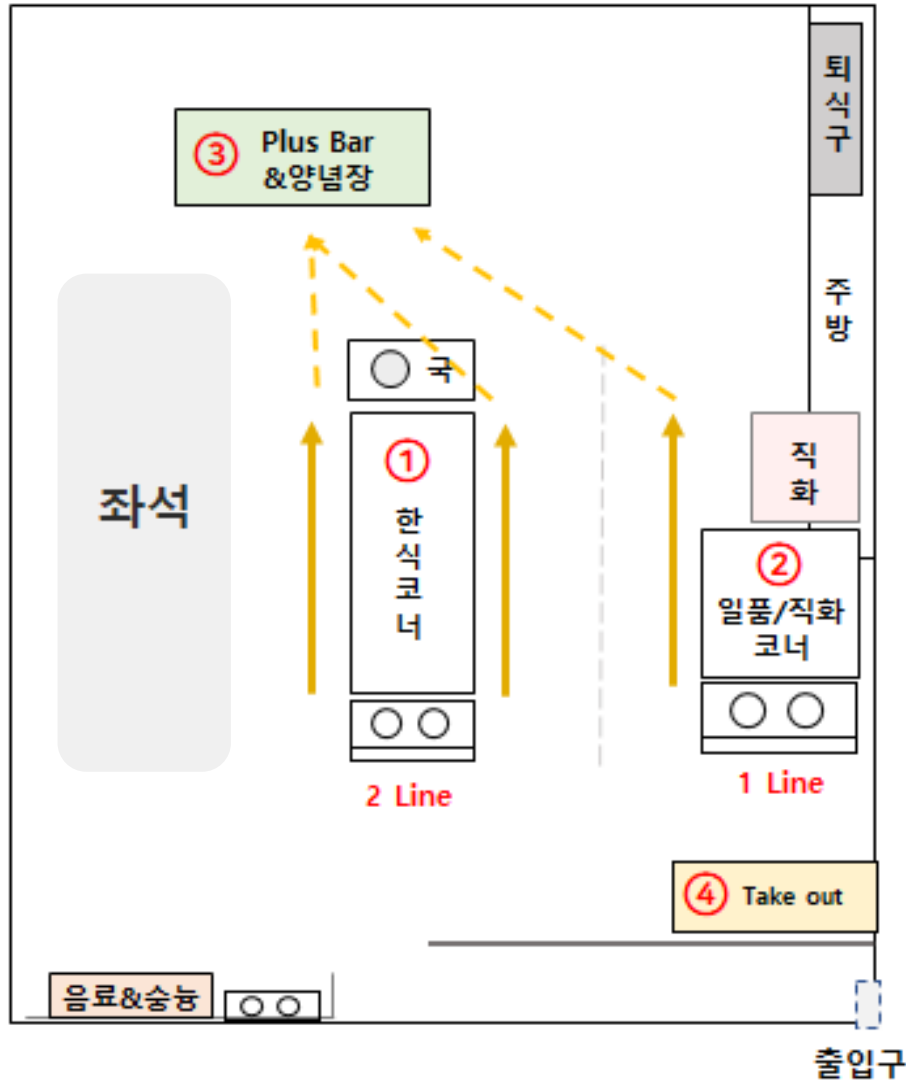 퇴식구
③ Plus Bar
&양념장
주방
국
① 한식코너
직화
좌석
② 일품/직화
코너
2 Line
1 Line
④ Take out
음료&숭늉
출입구